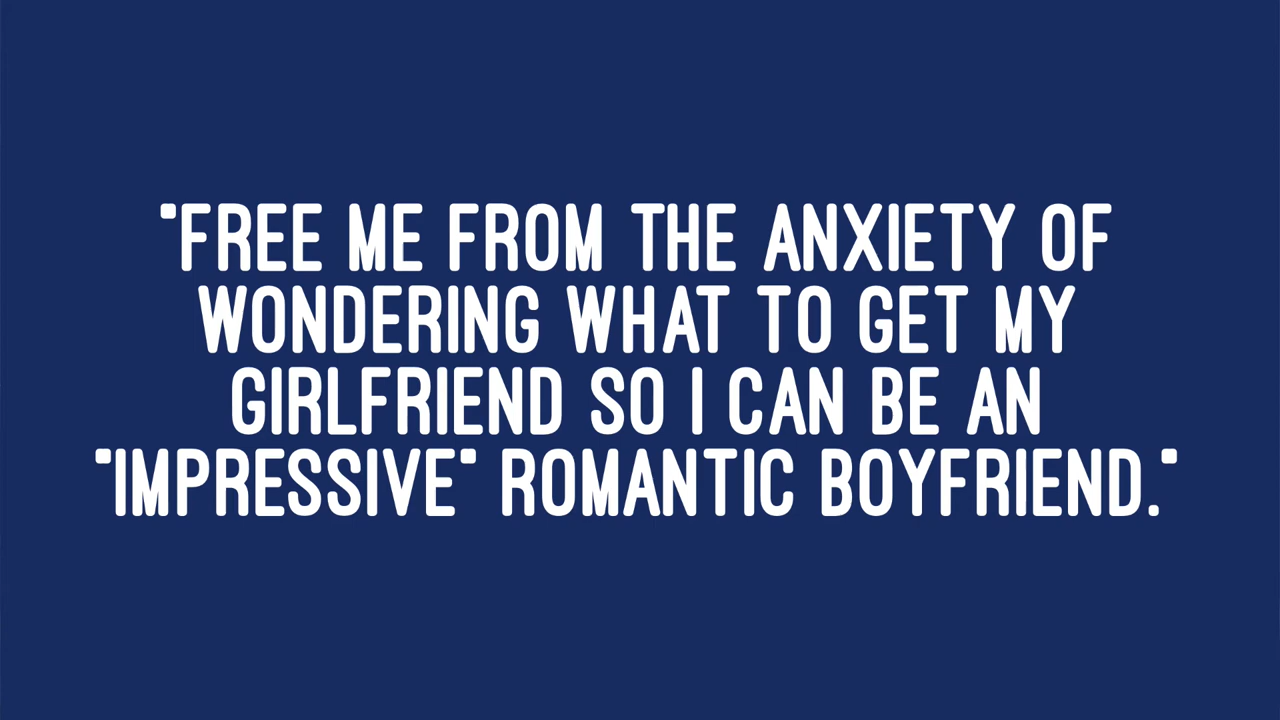 "FREE ME FROM THE ANXIETY OF
WONDERING WHAT TO GET MY
GIRLFRIEND SO I CAN BE AN
"IMPRESSIVE" ROMANTIC BOYFRIEND."